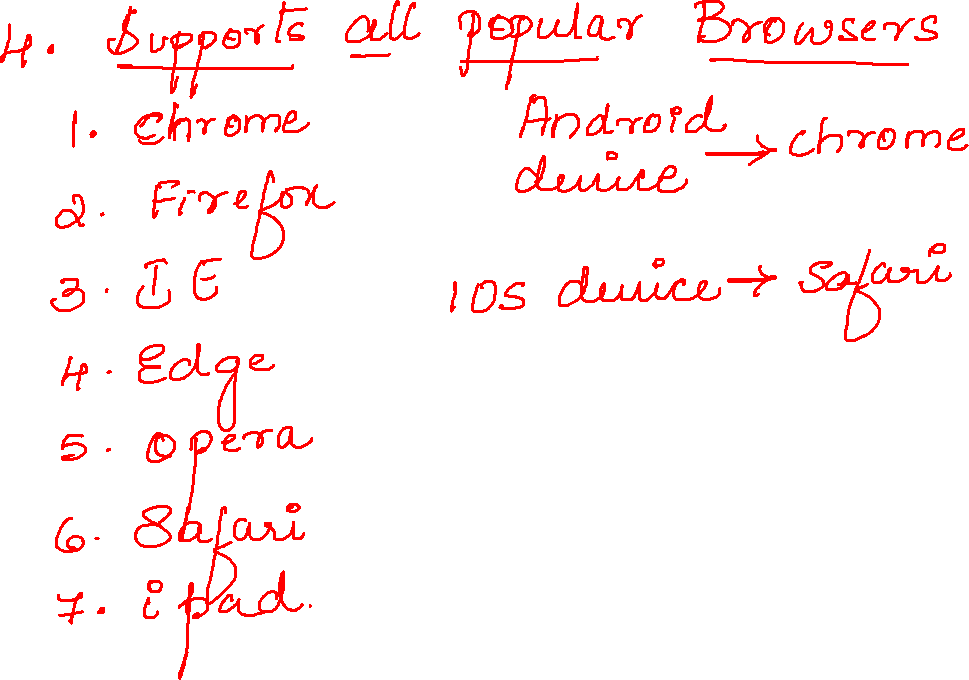 4. Supports all popular Browsers
1. Chrome
2. Firefox
3. IE
4. Edge
5. Opera
6. Safari
7. ipad.
Android device → chrome
IOS device → Safari